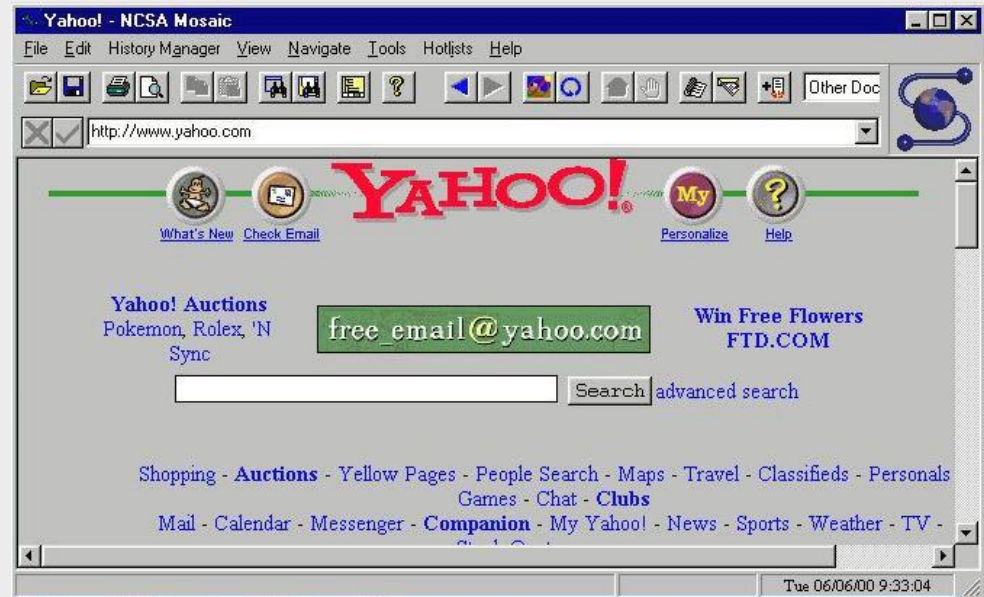 Yahoo! - NCSA Mosaic
File Edit History Manager View Navigate Tools Hotlists Help
Other Doc
http://www.yahoo.com
YAHOO!®
My
What's New Check Email Personalize Help
Yahoo! Auctions
Pokemon, Rolex, 'N
Sync
free_email@yahoo.com
Win Free Flowers
FTD.COM
Search advanced search
Shopping - Auctions - Yellow Pages - People Search - Maps - Travel - Classifieds - Personals
Games - Chat - Clubs
Mail - Calendar - Messenger - Companion - My Yahoo! - News - Sports - Weather - TV -
Tue 06/06/00 9:33:04